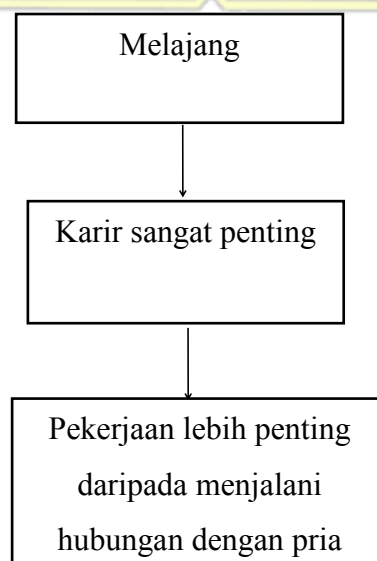 Melajang
Karir sangat penting
Pekerjaan lebih penting
daripada menjalani
hubungan dengan pria